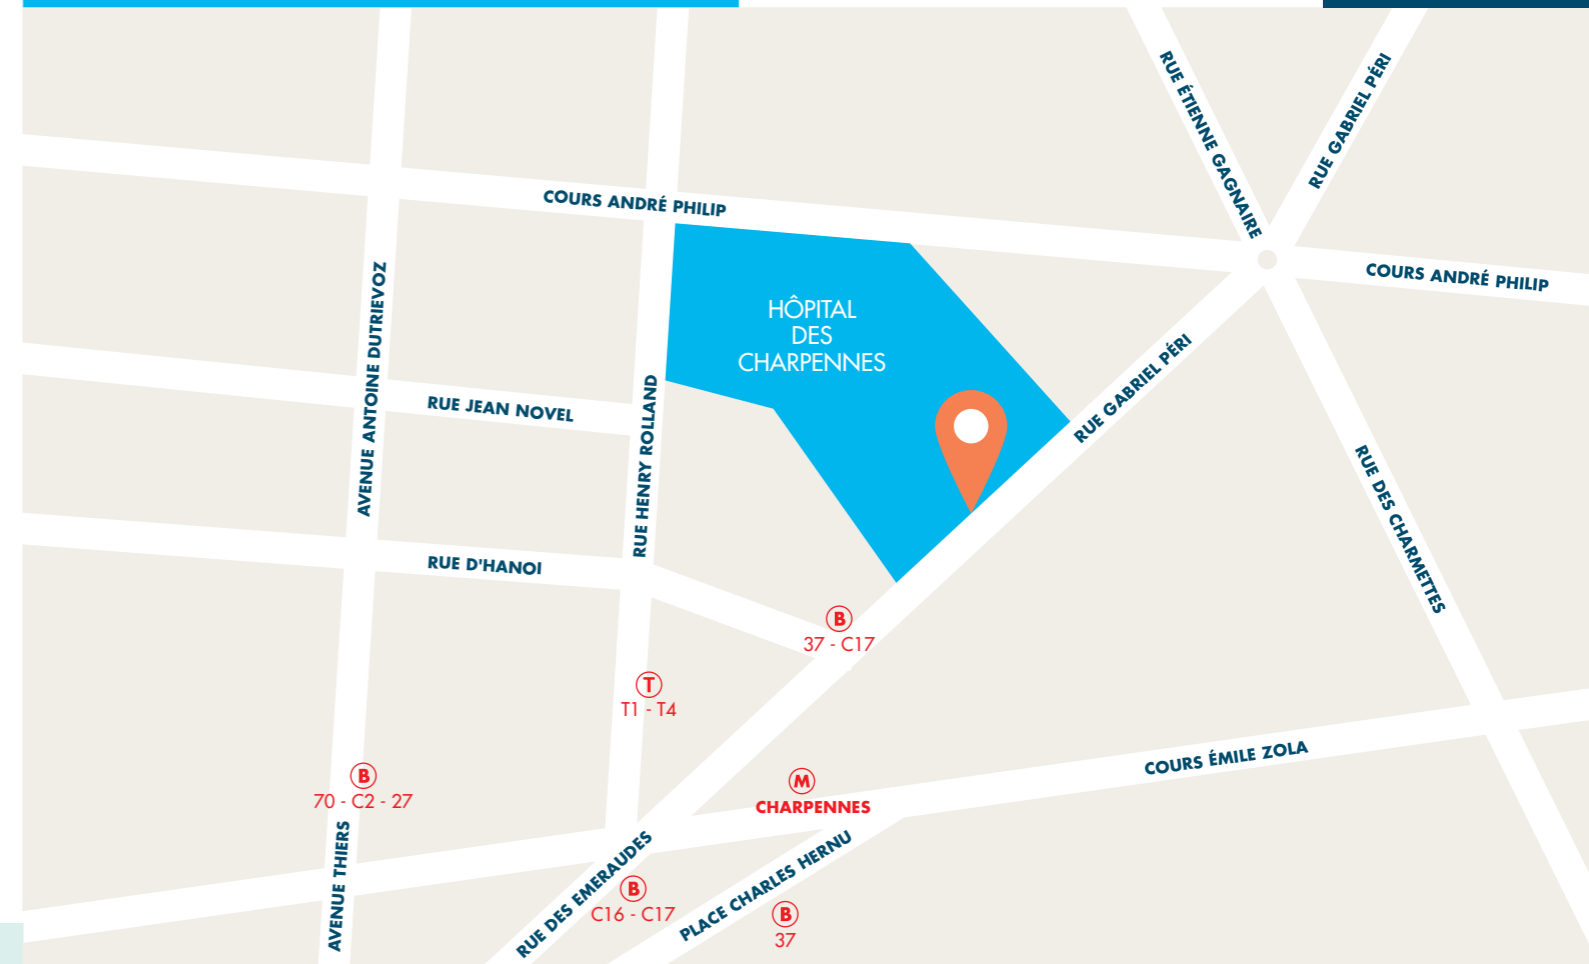 RUE ÉTIENNE GAGNAIRE
RUE GABRIEL PÉRI
COURS ANDRÉ PHILIP
COURS ANDRÉ PHILIP
AVENUE ANTOINE DUTRIEVOZ
HÔPITAL
DES
CHARPENNES
RUE GABRIEL PÉRI
RUE JEAN NOVEL
RUE HENRY ROLLAND
RUE DES CHARMETTES
RUE D'HANOI
B
37 - C17
T
T1 - T4
B
70 - C2 - 27
M
CHARPENNES
COURS ÉMILE ZOLA
AVENUE THIERS
RUE DES EMERAUDES
B
C16 - C17
PLACE CHARLES HERNU
B
37